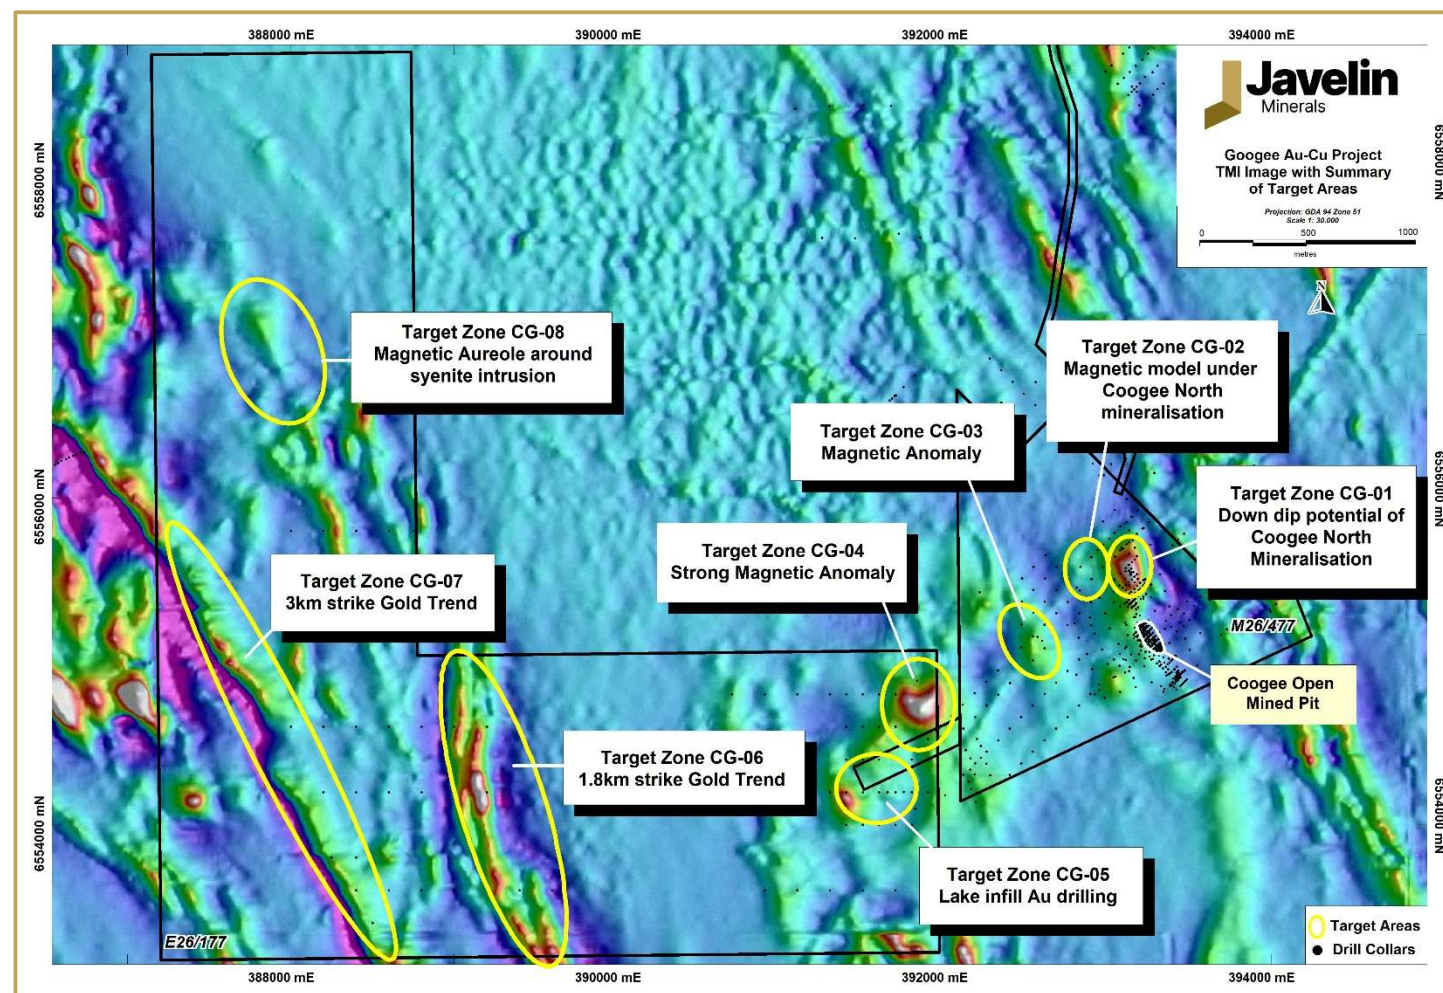 388000 mE
390000 mE
392000 mE
394000 mE
6558000 mN
6556000 mN
6554000 mN
6558000 mN
6556000 mN
6554000 mN
Javelin
Minerals
Googee Au-Cu Project
TMI Image with Summary
of Target Areas
Projection: GDA 94 Zone 51
Scale 1: 30.000
0
500
1000
metres
N
Target Zone CG-08
Magnetic Aureole around
syenite intrusion
Target Zone CG-02
Magnetic model under
Coogee North
mineralisation
Target Zone CG-03
Magnetic Anomaly
Target Zone CG-01
Down dip potential of
Coogee North
Mineralisation
Target Zone CG-04
Strong Magnetic Anomaly
Target Zone CG-07
3km strike Gold Trend
M26/477
Coogee Open
Mined Pit
Target Zone CG-06
1.8km strike Gold Trend
Target Zone CG-05
Lake infill Au drilling
E26/177
Target Areas
Drill Collars
388000 mE
390000 mE
392000 mE
394000 mE